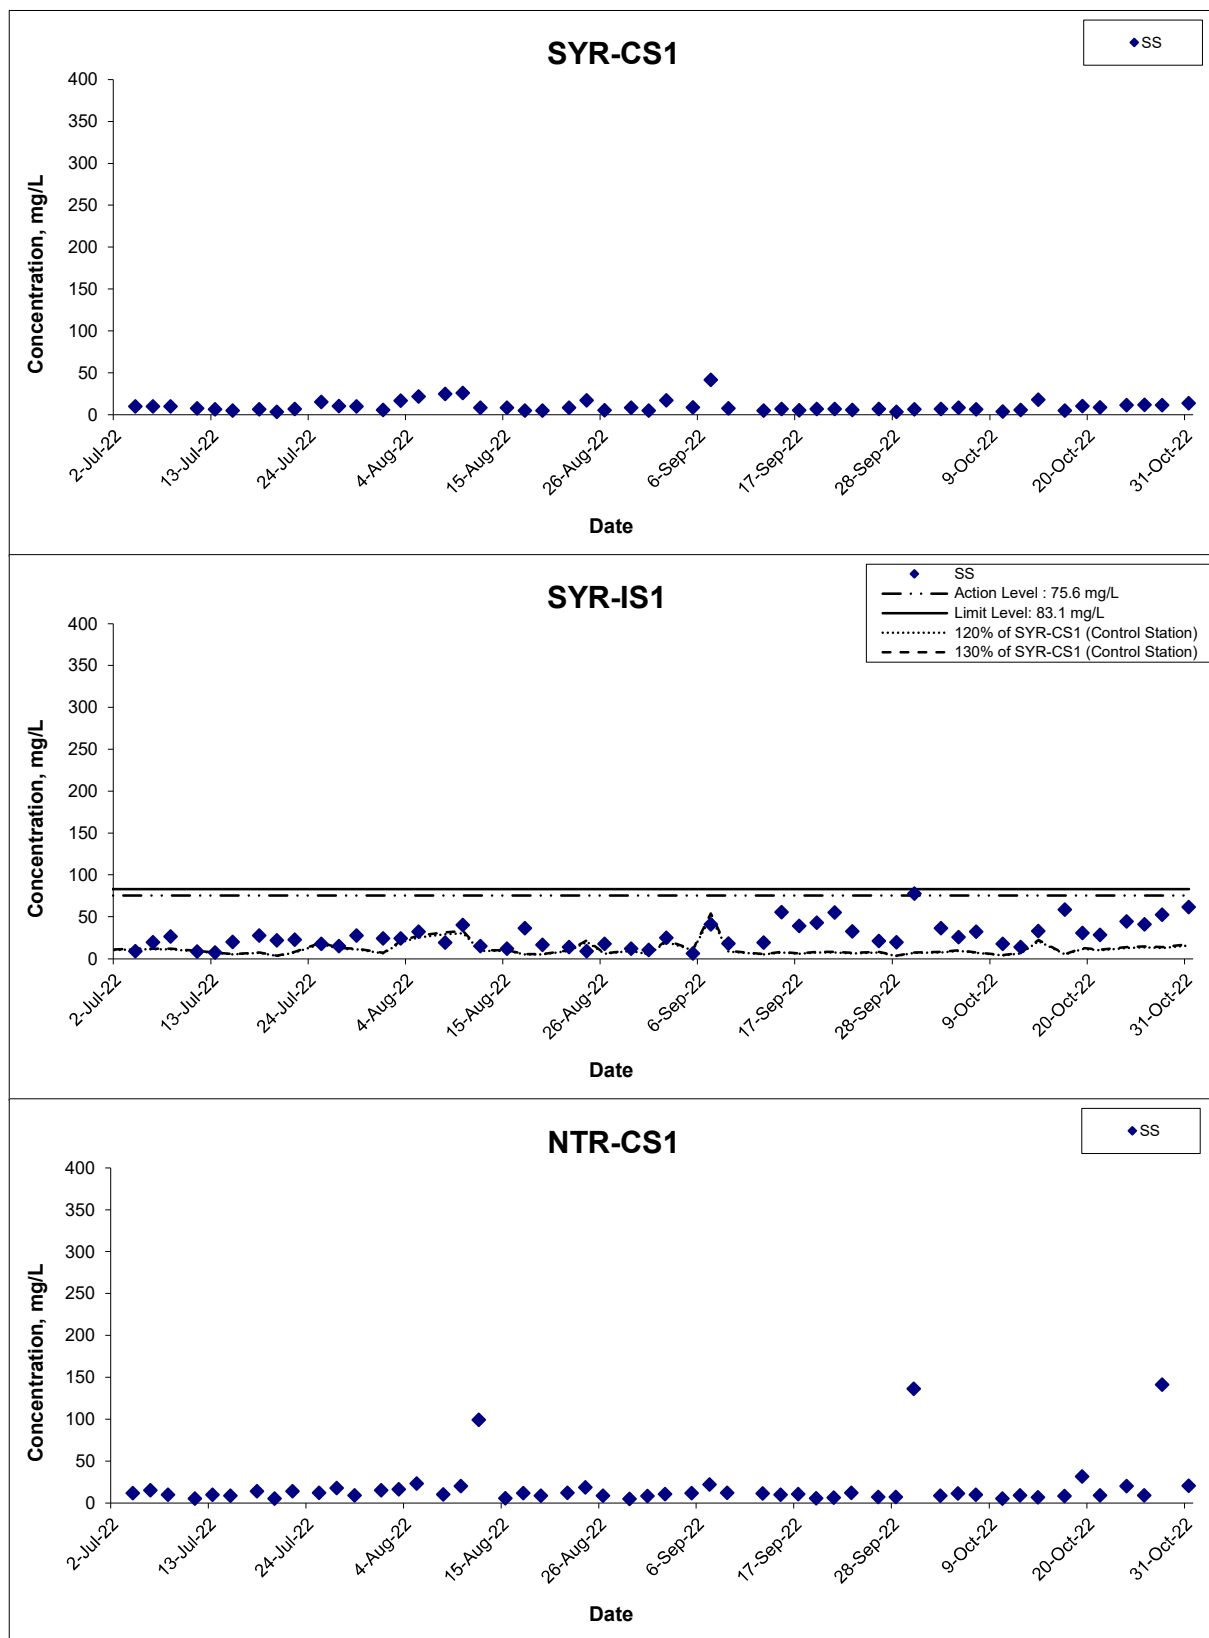 SYR-CS1
SS
Concentration, mg/L
400
350
300
250
200
150
100
50
0
2-Jul-22
13-Jul-22
24-Jul-22
4-Aug-22
15-Aug-22
26-Aug-22
6-Sep-22
17-Sep-22
28-Sep-22
9-Oct-22
20-Oct-22
31-Oct-22
Date
SYR-IS1
SS
Action Level : 75.6 mg/L
Limit Level: 83.1 mg/L
120% of SYR-CS1 (Control Station)
130% of SYR-CS1 (Control Station)
Concentration, mg/L
400
350
300
250
200
150
100
50
0
2-Jul-22
13-Jul-22
24-Jul-22
4-Aug-22
15-Aug-22
26-Aug-22
6-Sep-22
17-Sep-22
28-Sep-22
9-Oct-22
20-Oct-22
31-Oct-22
Date
NTR-CS1
SS
Concentration, mg/L
400
350
300
250
200
150
100
50
0
2-Jul-22
13-Jul-22
24-Jul-22
4-Aug-22
15-Aug-22
26-Aug-22
6-Sep-22
17-Sep-22
28-Sep-22
9-Oct-22
20-Oct-22
31-Oct-22
Date